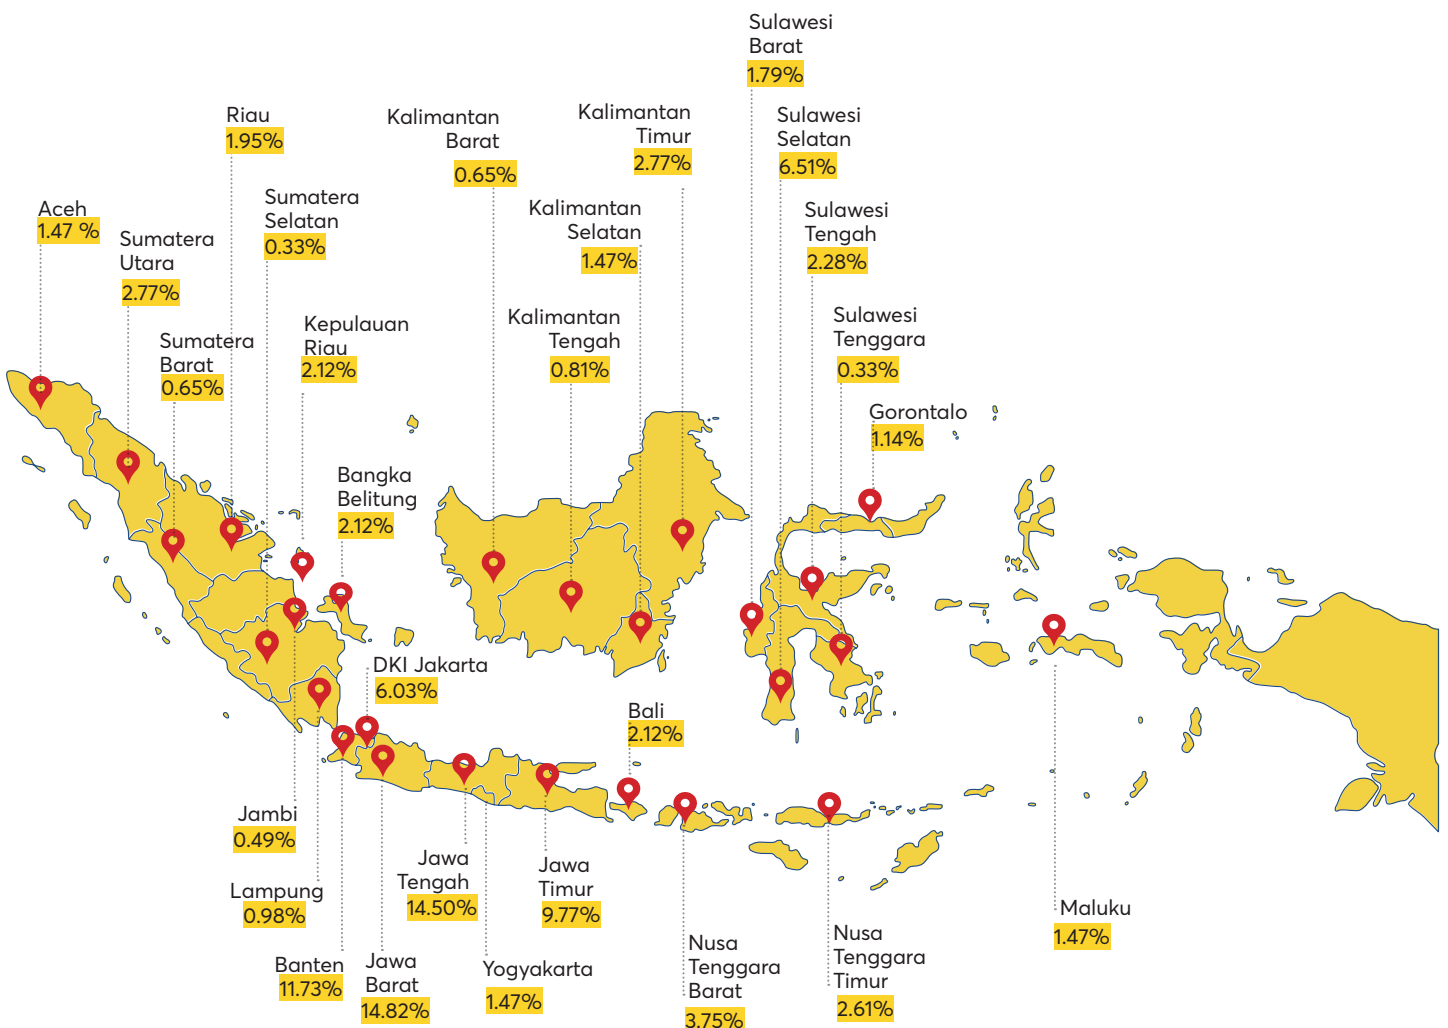 Sulawesi
Barat
1.79%
Riau
1.95%
Kalimantan
Barat
0.65%
Kalimantan
Timur
2.77%
Sulawesi
Selatan
6.51%
Aceh
1.47 %
Sumatera
Utara
2.77%
Sumatera
Selatan
0.33%
Kalimantan
Selatan
1.47%
Sulawesi
Tengah
2.28%
Sumatera
Barat
0.65%
Kepulauan
Riau
2.12%
Kalimantan
Tengah
0.81%
Sulawesi
Tenggara
0.33%
Gorontalo
1.14%
Bangka
Belitung
2.12%
DKI Jakarta
6.03%
Bali
2.12%
Jambi
0.49%
Lampung
0.98%
Jawa
Tengah
14.50%
Jawa
Timur
9.77%
Maluku
1.47%
Banten
11.73%
Jawa
Barat
14.82%
Yogyakarta
1.47%
Nusa
Tenggara
Barat
3.75%
Nusa
Tenggara
Timur
2.61%